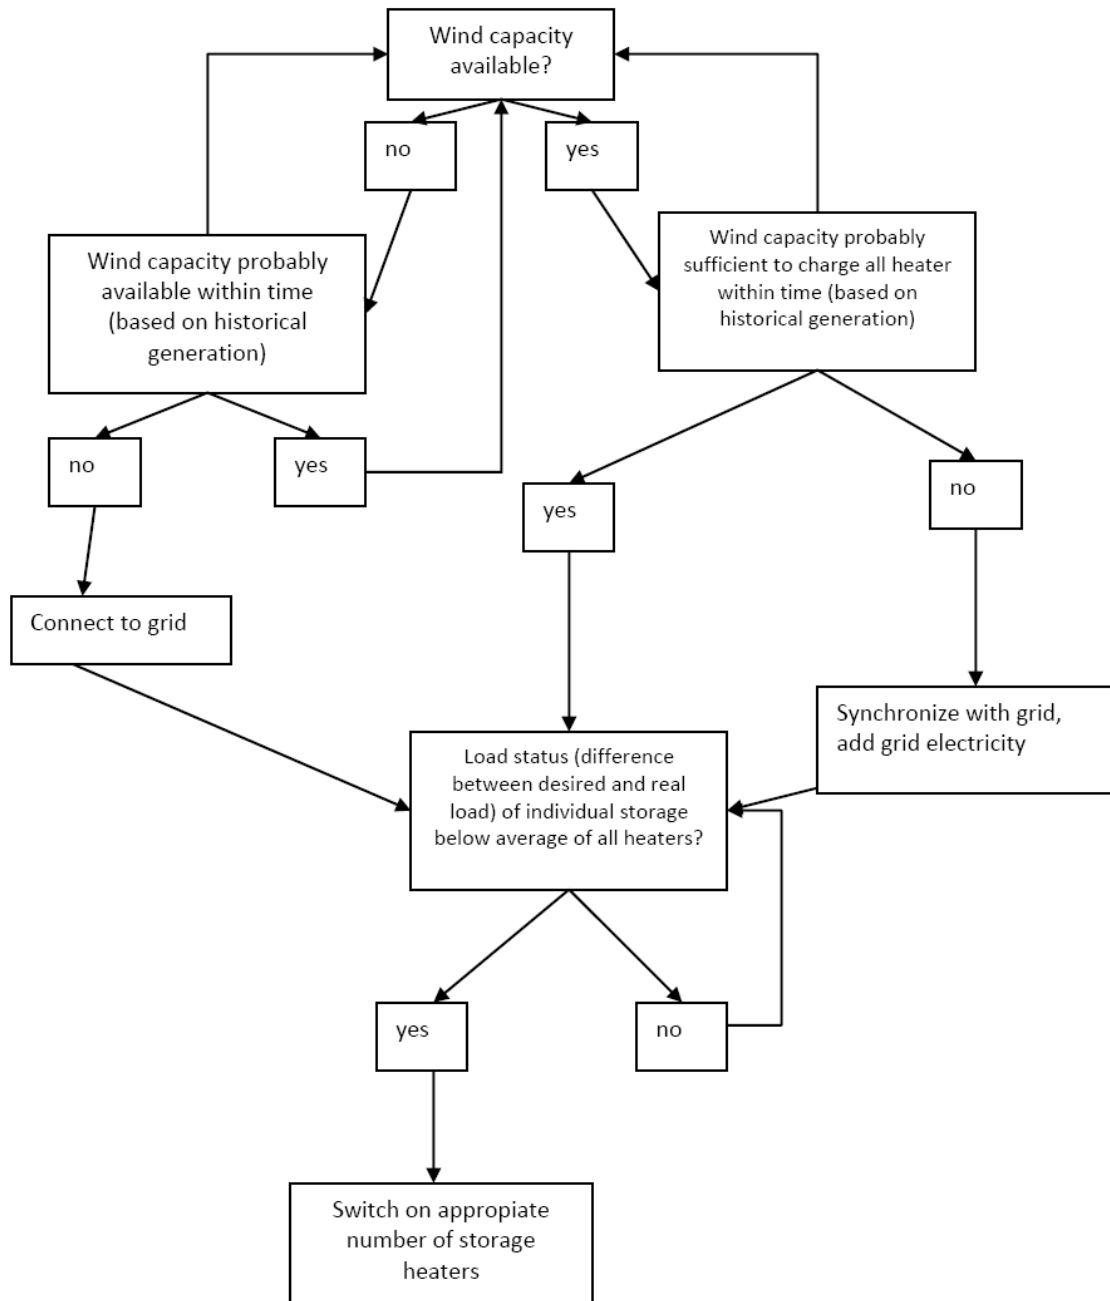 Wind capacity
available?
no
yes
Wind capacity probably
available within time
(based on historical
generation)
Wind capacity probably
sufficient to charge all heater
within time (based on
historical generation)
no
yes
yes
no
Connect to grid
Synchronize with grid,
add grid electricity
Load status (difference
between desired and real
load) of individual storage
below average of all heaters?
yes
no
Switch on appropiate
number of storage
heaters